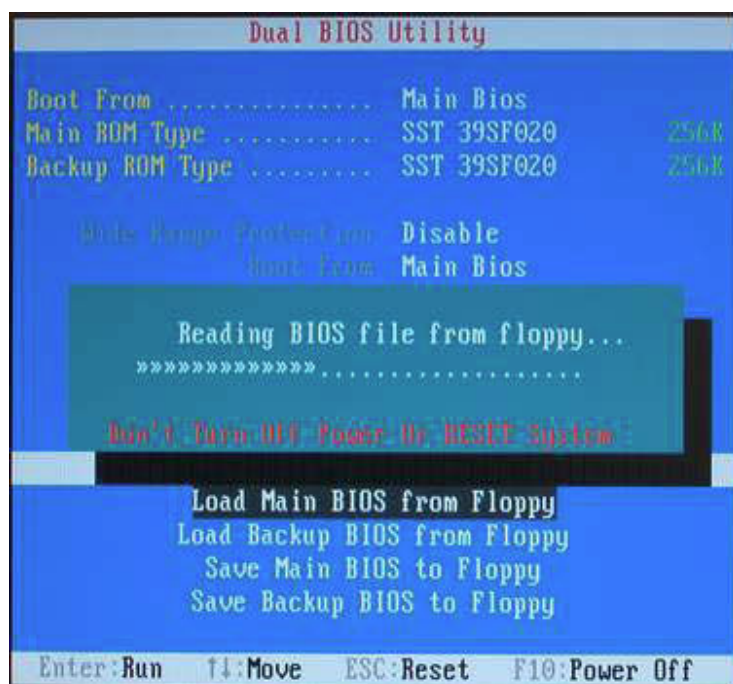 Dual BIOS Utility
Boot From ................ Main Bios
Main ROM Type ........... SST 39SF020 256K
Backup ROM Type ......... SST 39SF020 256K
Wide Range Protection Disable
Boot From Main Bios
Reading BIOS file from floppy...
»»»»»»»»»»»»»....................
Don't Turn Off Power Or RESET System
Load Main BIOS from Floppy
Load Backup BIOS from Floppy
Save Main BIOS to Floppy
Save Backup BIOS to Floppy
Enter:Run ↑↓:Move ESC:Reset F10:Power Off